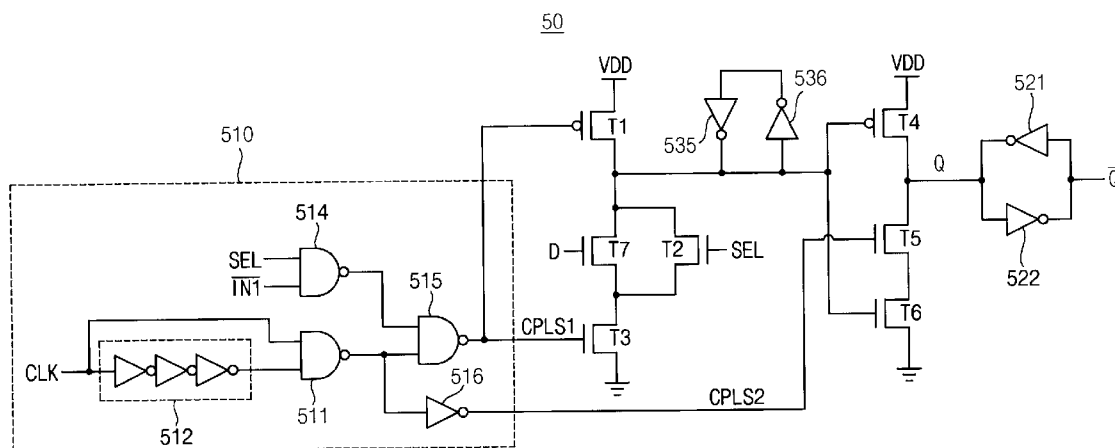 50
VDD
VDD
536
521
510
T1
535
T4
Q
Q̅
514
SEL
IN1
515
D
T7
T2
SEL
T5
522
CPLS1
T3
T6
CLK
516
CPLS2
511
512